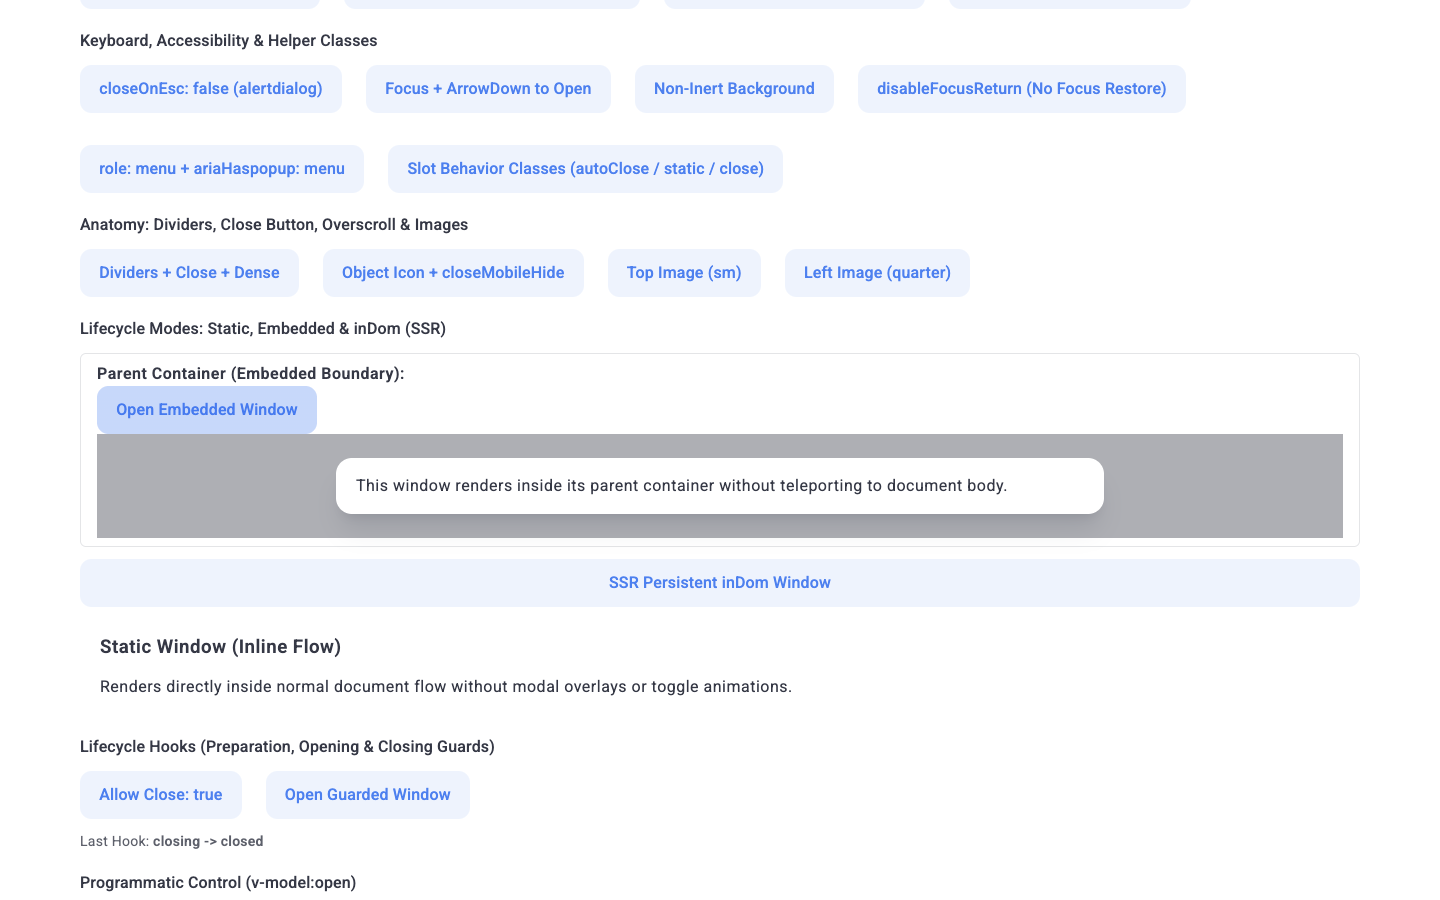 Keyboard, Accessibility & Helper Classes
closeOnEsc: false (alertdialog)
Focus + ArrowDown to Open
Non-Inert Background
disableFocusReturn (No Focus Restore)
role: menu + ariaHaspopup: menu
Slot Behavior Classes (autoClose / static / close)
Anatomy: Dividers, Close Button, Overscroll & Images
Dividers + Close + Dense
Object Icon + closeMobileHide
Top Image (sm)
Left Image (quarter)
Lifecycle Modes: Static, Embedded & inDom (SSR)
Parent Container (Embedded Boundary):
Open Embedded Window
This window renders inside its parent container without teleporting to document body.
SSR Persistent inDom Window
Static Window (Inline Flow)
Renders directly inside normal document flow without modal overlays or toggle animations.
Lifecycle Hooks (Preparation, Opening & Closing Guards)
Allow Close: true
Open Guarded Window
Last Hook: closing -> closed
Programmatic Control (v-model:open)